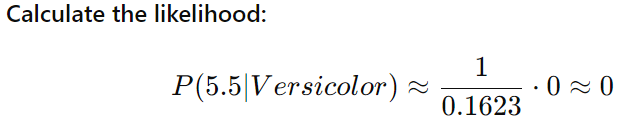 Calculate the likelihood:
P(5.5|Versicolor) ≈ 1/0.1623 · 0 ≈ 0